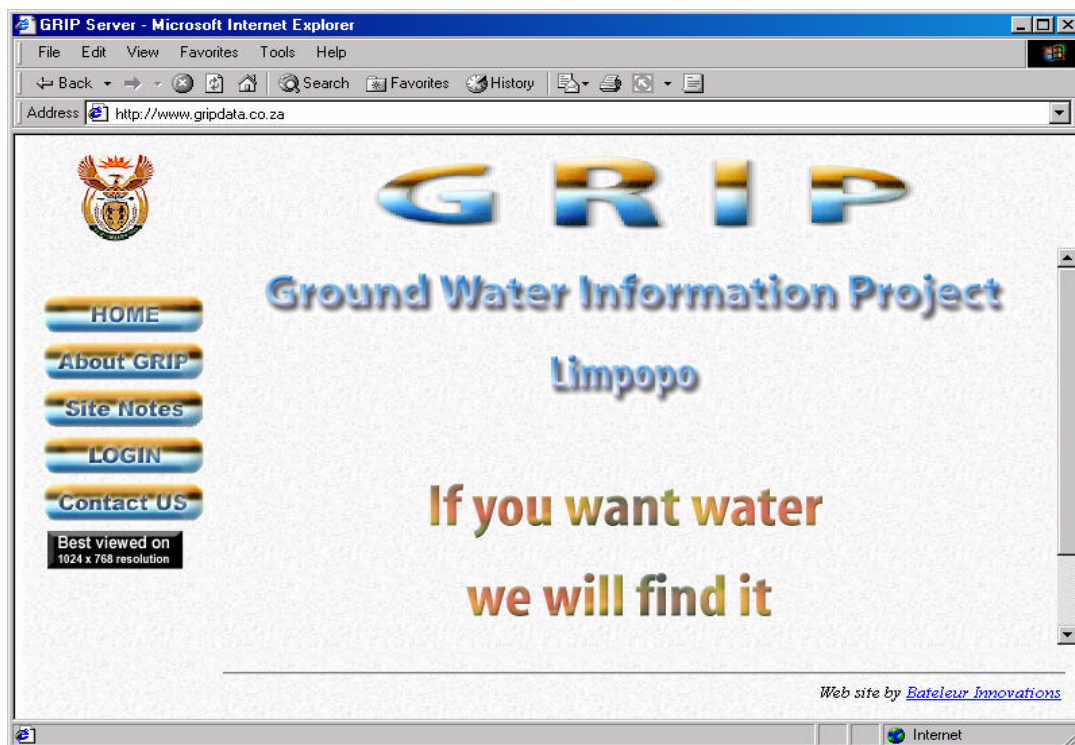 GRIP Server - Microsoft Internet Explorer
File Edit View Favorites Tools Help
Back Search Favorites History
Address http://www.gripdata.co.za
GRIP
Ground Water Information Project
Limpopo
HOME
About GRIP
Site Notes
LOGIN
Contact US
Best viewed on
1024 x 768 resolution
If you want water
we will find it
Web site by Bateleur Innovations
Internet